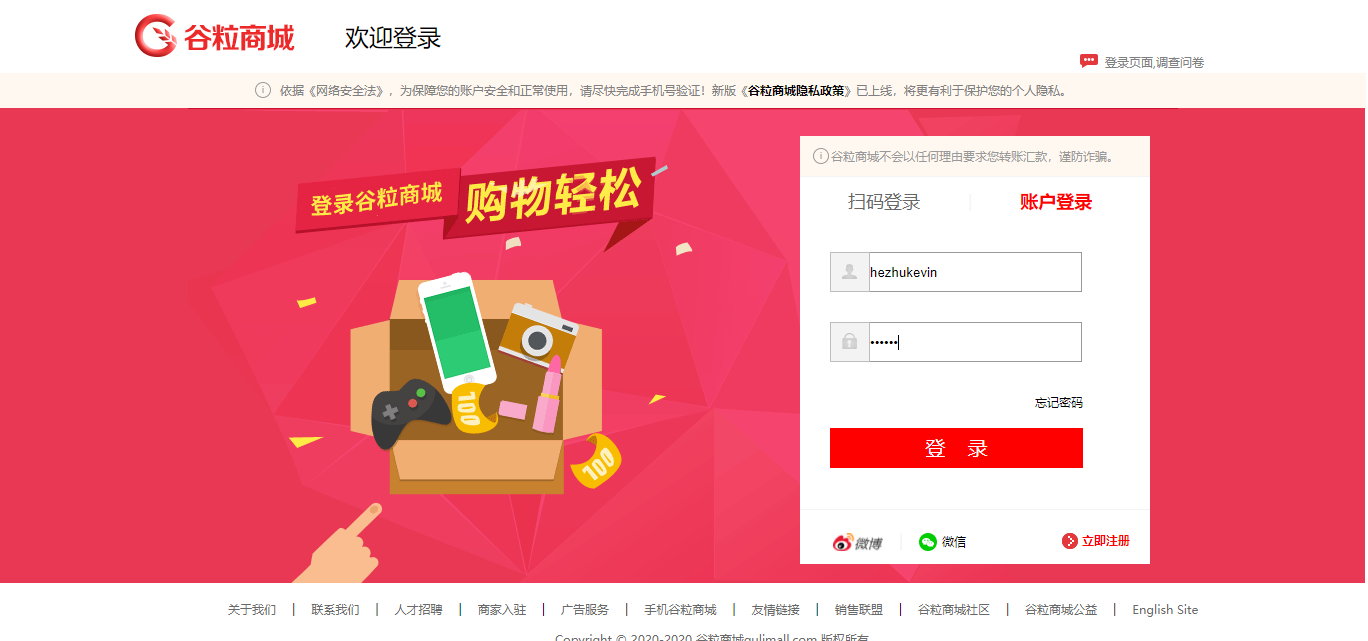 谷粒商城
欢迎登录
登录页面,调查问卷
依据《网络安全法》，为保障您的账户安全和正常使用，请尽快完成手机号验证！新版《谷粒商城隐私政策》已上线，将更有利于保护您的个人隐私。
登录谷粒商城
购物轻松
100
100
谷粒商城不会以任何理由要求您转账汇款，谨防诈骗。
扫码登录 账户登录
hezhukevin
••••••
忘记密码
登 录
微博 微信 立即注册
关于我们 | 联系我们 | 人才招聘 | 商家入驻 | 广告服务 | 手机谷粒商城 | 友情链接 | 销售联盟 | 谷粒商城社区 | 谷粒商城公益 | English Site
Copyright © 2020-2020 谷粒商城gulimall.com 版权所有